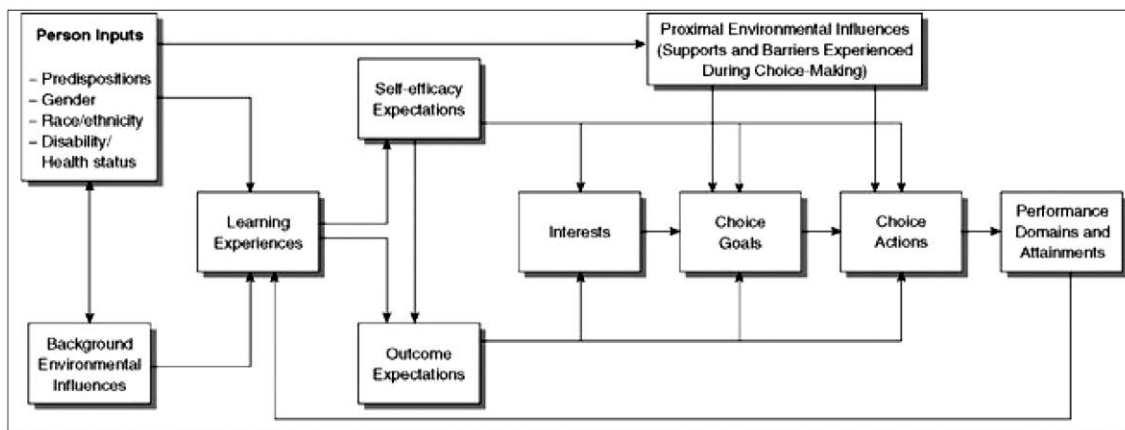 Person Inputs
– Predispositions
– Gender
– Race/ethnicity
– Disability/
Health status
Proximal Environmental Influences
(Supports and Barriers Experienced
During Choice-Making)
Self-efficacy
Expectations
Learning
Experiences
Interests
Choice
Goals
Choice
Actions
Performance
Domains and
Attainments
Background
Environmental
Influences
Outcome
Expectations